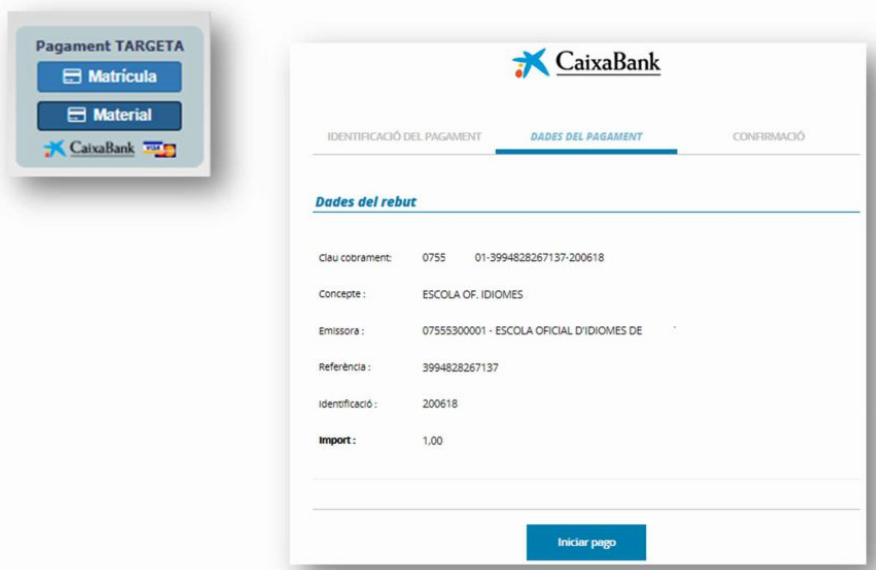 Pagament TARGETA
Matrícula
Material
CaixaBank VISA
CaixaBank
IDENTIFICACIÓ DEL PAGAMENT DADES DEL PAGAMENT CONFIRMACIÓ
Dades del rebut
Clau cobrament: 0755 01-3994828267137-200618
Concepte : ESCOLA OF. IDIOMES
Emissora : 07555300001 - ESCOLA OFICIAL D'IDIOMES DE
Referència : 3994828267137
Identificació : 200618
Import : 1,00
Iniciar pago